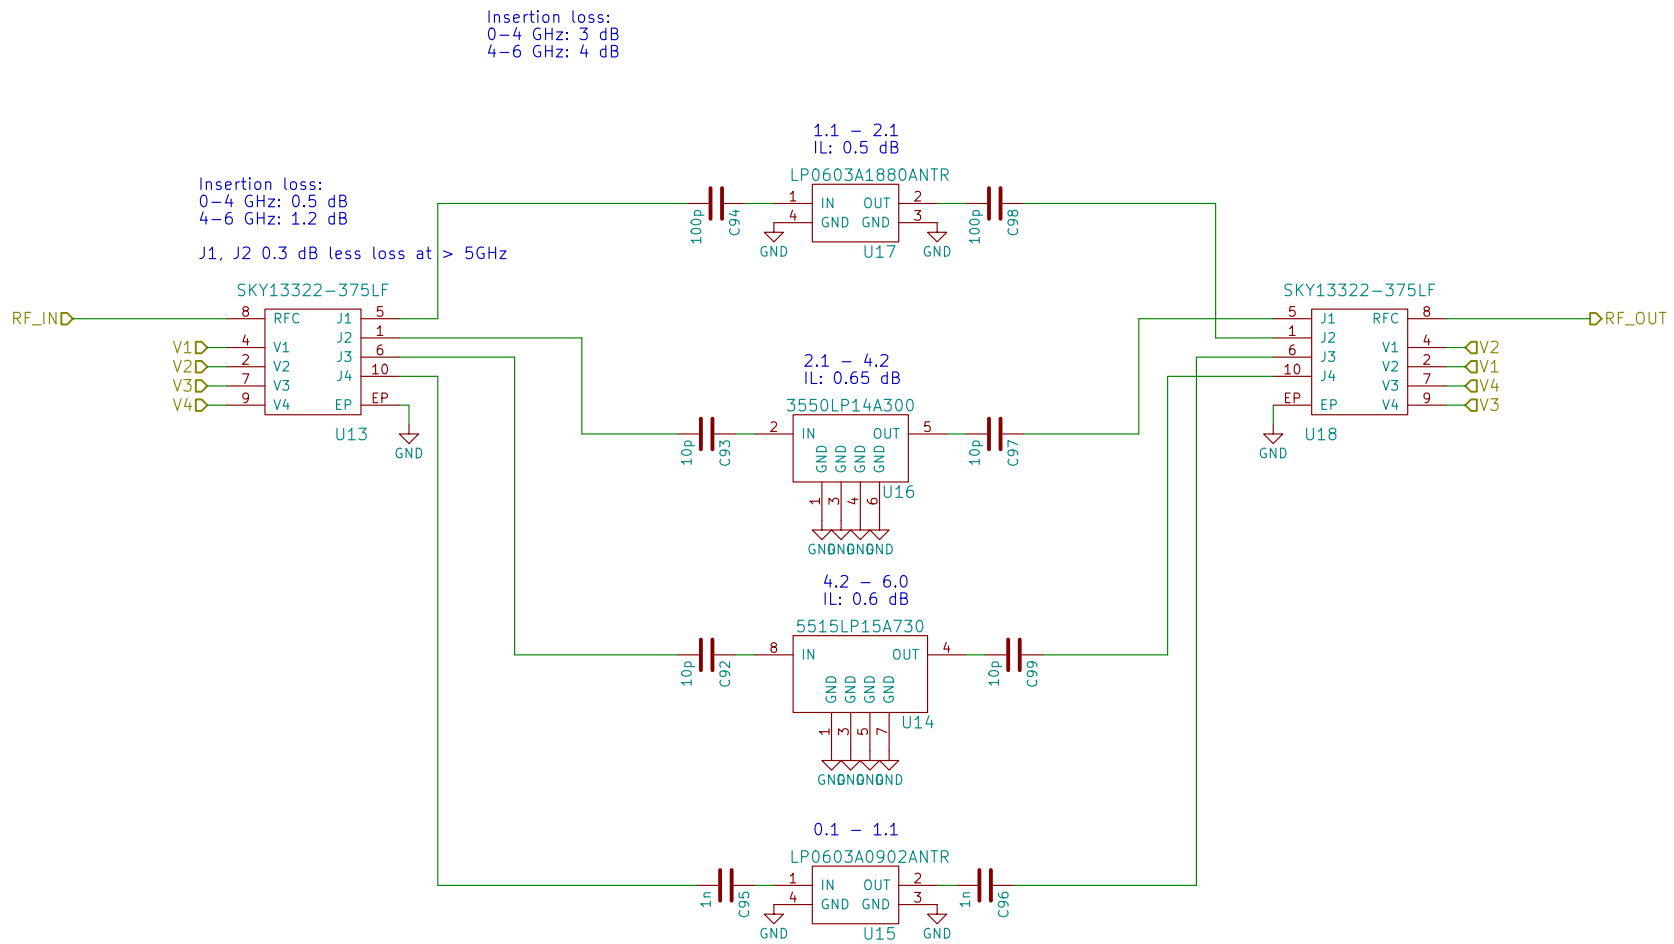 Insertion loss:
0-4 GHz: 3 dB
4-6 GHz: 4 dB
1.1 - 2.1
IL: 0.5 dB
LP0603A1880ANTR
100p
C94
1
4
IN
GND
OUT
GND
2
3
100p
C98
GND
U17
GND
Insertion loss:
0-4 GHz: 0.5 dB
4-6 GHz: 1.2 dB
J1, J2 0.3 dB less loss at > 5GHz
SKY13322-375LF
RF_IN
8
RFC
J1
5
J2
1
V1
4
V1
J3
6
V2
2
V2
J4
10
V3
7
V3
V4
9
V4
EP
EP
U13
GND
SKY13322-375LF
5
J1
RFC
8
RF_OUT
1
J2
6
J3
V1
4
V2
10
J4
V2
2
V1
V3
7
V4
EP
EP
V4
9
V3
U18
GND
2.1 - 4.2
IL: 0.65 dB
3550LP14A300
10p
C93
2
IN
OUT
5
10p
C97
GND
GND
GND
GND
1
3
4
6
U16
GND
GND
GND
GND
4.2 - 6.0
IL: 0.6 dB
5515LP15A730
10p
C92
8
IN
OUT
4
10p
C99
GND
GND
GND
GND
1
3
5
7
U14
GND
GND
GND
GND
0.1 - 1.1
LP0603A0902ANTR
1n
C95
1
4
IN
GND
OUT
GND
2
3
1n
C96
GND
U15
GND